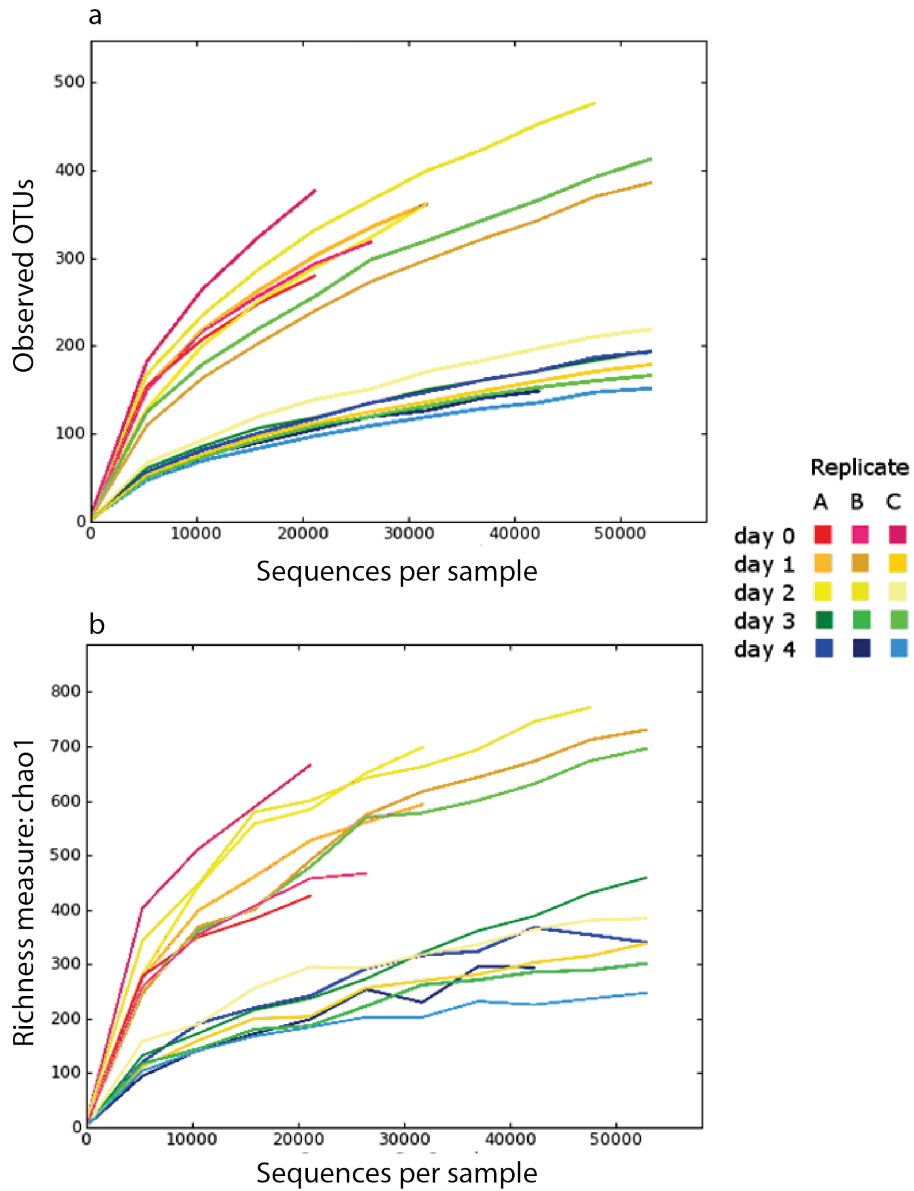 a
500
400
300
200
100
0
0 10000 20000 30000 40000 50000
Observed OTUs
Sequences per sample
Replicate
A B C
day 0
day 1
day 2
day 3
day 4
b
800
700
600
500
400
300
200
100
0
0 10000 20000 30000 40000 50000
Richness measure: chao1
Sequences per sample